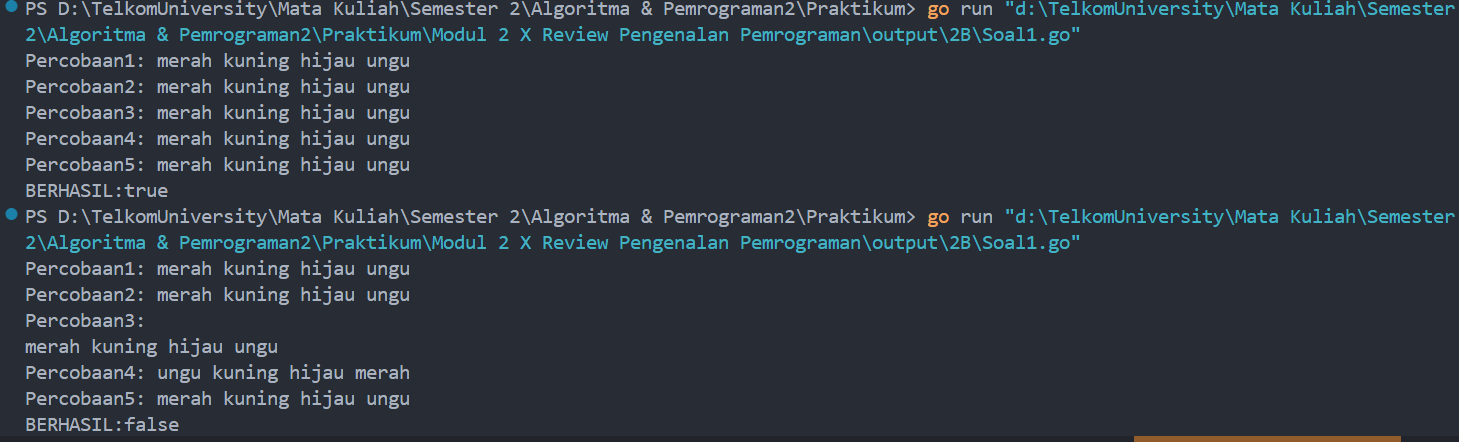 PS D:\TelkomUniversity\Mata Kuliah\Semester 2\Algoritma & Pemrograman2\Praktikum> go run "d:\TelkomUniversity\Mata Kuliah\Semester
2\Algoritma & Pemrograman2\Praktikum\Modul 2 X Review Pengenalan Pemrograman\output\2B\Soal1.go"
Percobaan1: merah kuning hijau ungu
Percobaan2: merah kuning hijau ungu
Percobaan3: merah kuning hijau ungu
Percobaan4: merah kuning hijau ungu
Percobaan5: merah kuning hijau ungu
BERHASIL:true
PS D:\TelkomUniversity\Mata Kuliah\Semester 2\Algoritma & Pemrograman2\Praktikum> go run "d:\TelkomUniversity\Mata Kuliah\Semester
2\Algoritma & Pemrograman2\Praktikum\Modul 2 X Review Pengenalan Pemrograman\output\2B\Soal1.go"
Percobaan1: merah kuning hijau ungu
Percobaan2: merah kuning hijau ungu
Percobaan3:
merah kuning hijau ungu
Percobaan4: ungu kuning hijau merah
Percobaan5: merah kuning hijau ungu
BERHASIL:false